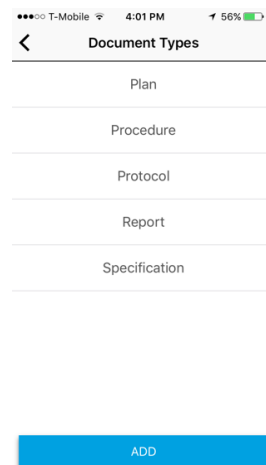 T-Mobile 4:01 PM 56%
Document Types
Plan
Procedure
Protocol
Report
Specification
ADD